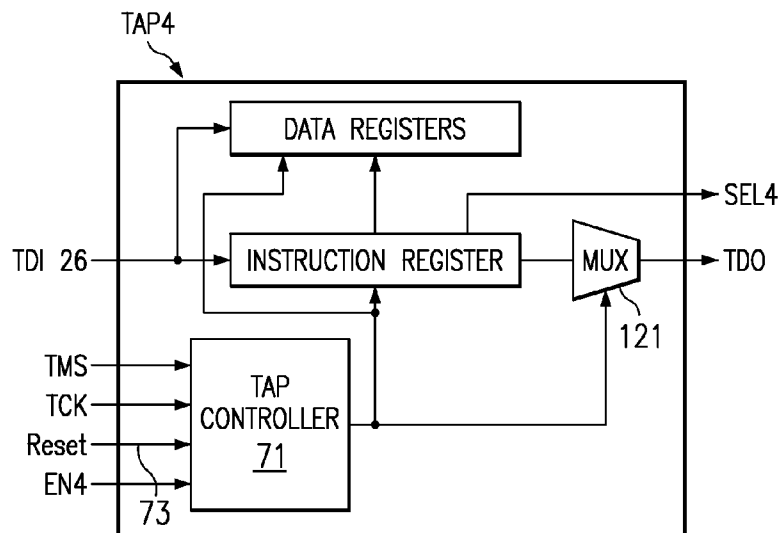 TAP4
DATA REGISTERS
SEL4
TDI 26
INSTRUCTION REGISTER
MUX
TDO
121
TMS
TCK
Reset
EN4
TAP
CONTROLLER
71
73